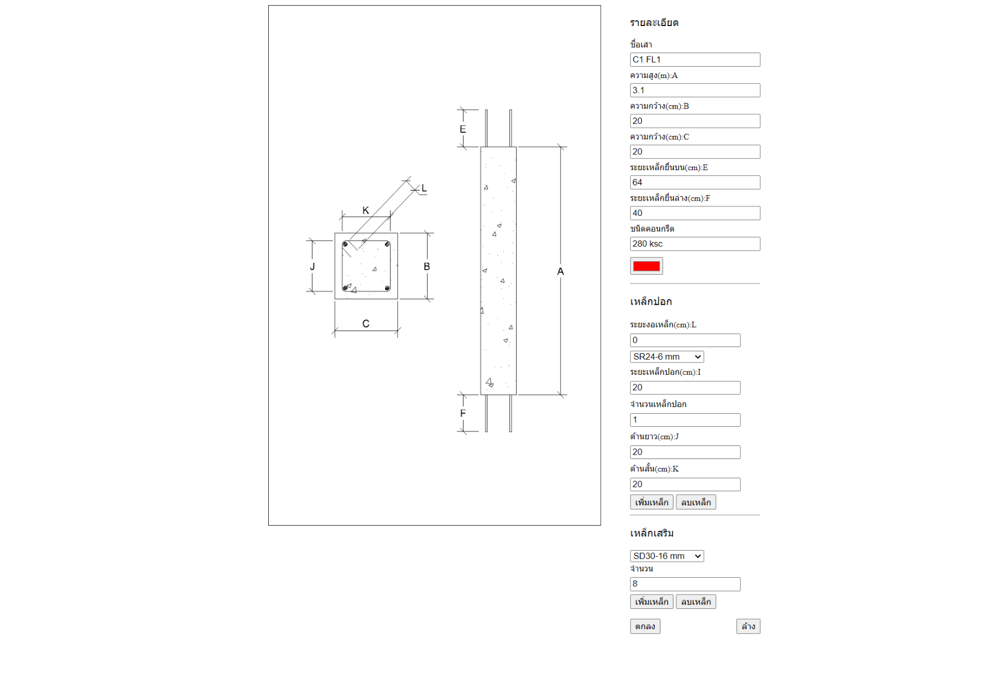 E
L
K
J
B
A
C
F
รายละเอียด
ชื่อเสา
C1 FL1
ความสูง(m):A
3.1
ความกว้าง(cm):B
20
ความกว้าง(cm):C
20
ระยะเหล็กยื่นบน(cm):E
64
ระยะเหล็กยื่นล่าง(cm):F
40
ชนิดคอนกรีต
280 ksc
เหล็กปอก
ระยะงอเหล็ก(cm):L
0
SR24-6 mm
ระยะเหล็กปอก(cm):I
20
จำนวนเหล็กปอก
1
ด้านยาว(cm):J
20
ด้านสั้น(cm):K
20
เพิ่มเหล็ก ลบเหล็ก
เหล็กเสริม
SD30-16 mm
จำนวน
8
เพิ่มเหล็ก ลบเหล็ก
ตกลง ล้าง